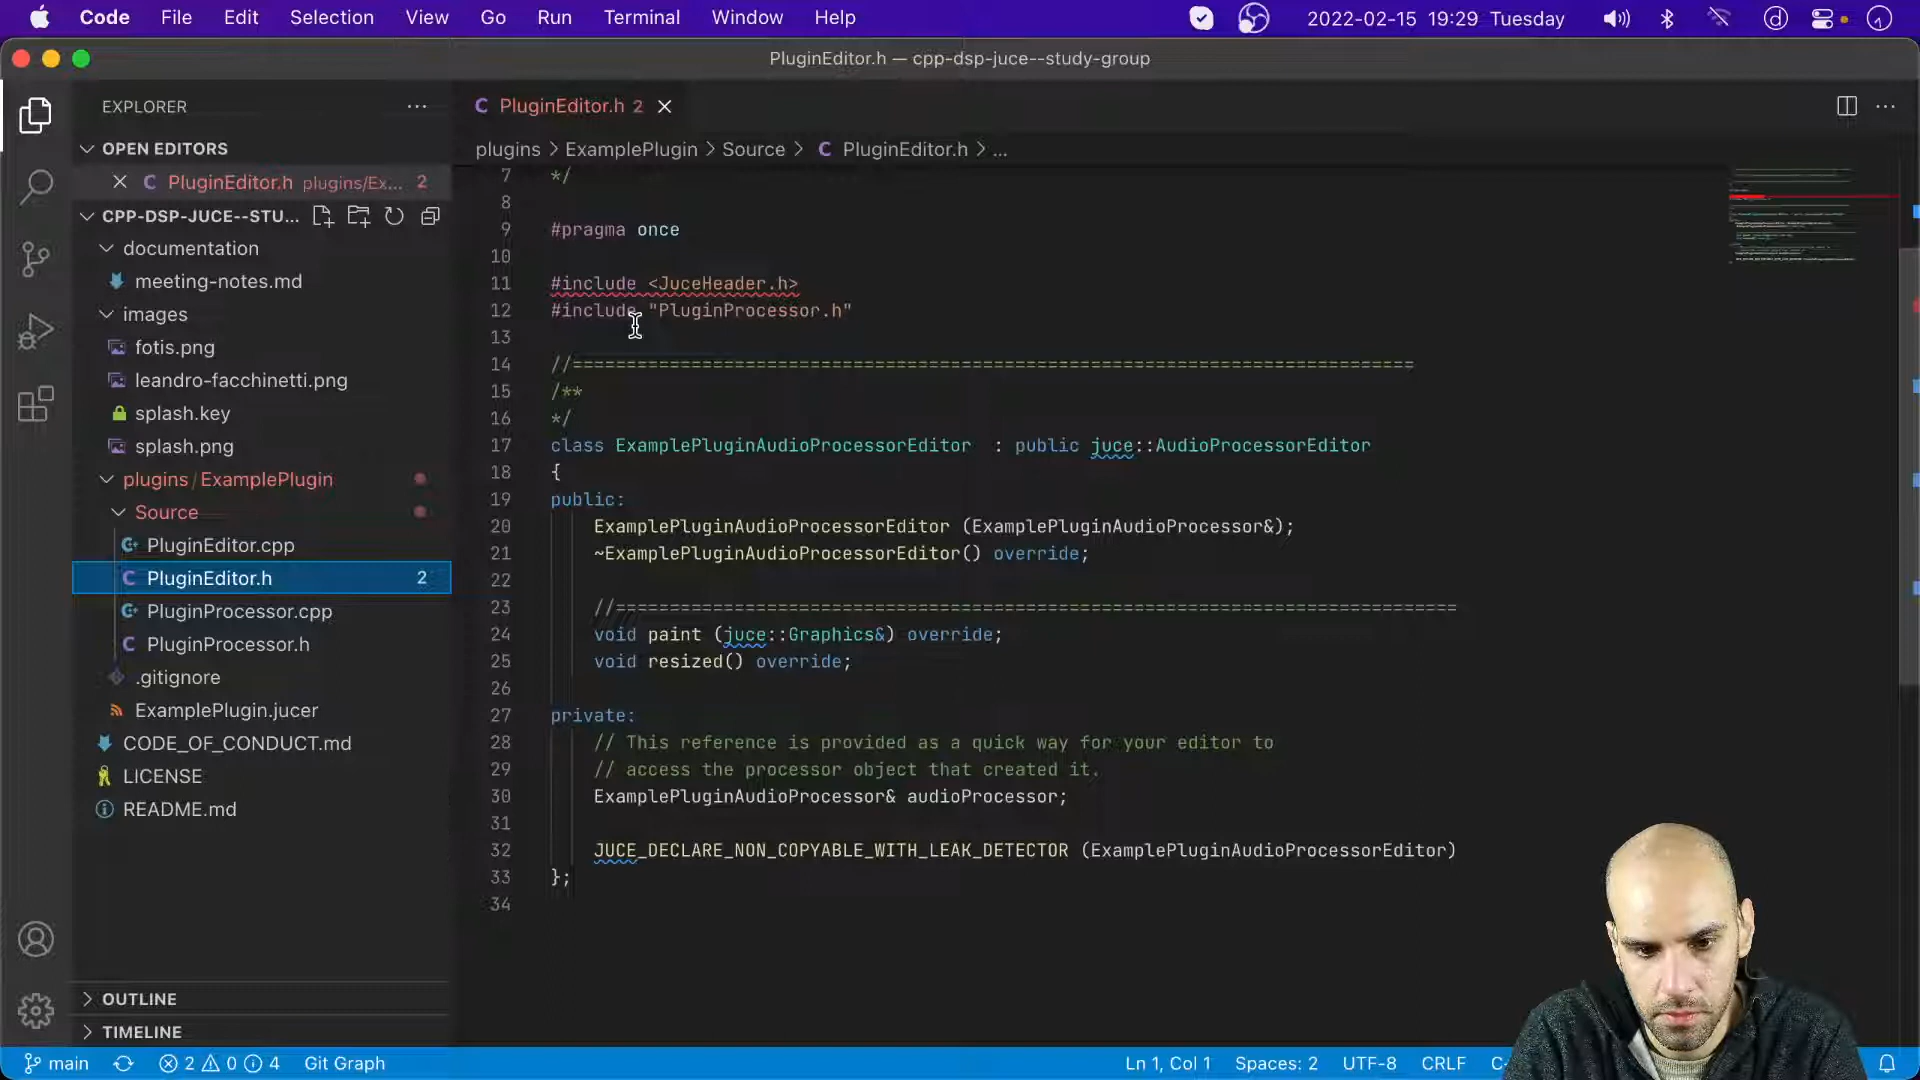 Code File Edit Selection View Go Run Terminal Window Help 2022-02-15 19:29 Tuesday
PluginEditor.h — cpp-dsp-juce--study-group
EXPLORER ...
PluginEditor.h 2
OPEN EDITORS
PluginEditor.h plugins/Ex... 2
CPP-DSP-JUCE--STU...
documentation
meeting-notes.md
images
fotis.png
leandro-facchinetti.png
splash.key
splash.png
plugins / ExamplePlugin
Source
PluginEditor.cpp
PluginEditor.h 2
PluginProcessor.cpp
PluginProcessor.h
.gitignore
ExamplePlugin.jucer
CODE_OF_CONDUCT.md
LICENSE
README.md
OUTLINE
TIMELINE
plugins > ExamplePlugin > Source > C PluginEditor.h > ...
7 */
8
9 #pragma once
10
11 #include <JuceHeader.h>
12 #include "PluginProcessor.h"
13
14 //==============================================================================
15 /**
16 */
17 class ExamplePluginAudioProcessorEditor  : public juce::AudioProcessorEditor
18 {
19 public:
20 ExamplePluginAudioProcessorEditor (ExamplePluginAudioProcessor&);
21 ~ExamplePluginAudioProcessorEditor() override;
22
23 //==============================================================================
24 void paint (juce::Graphics&) override;
25 void resized() override;
26
27 private:
28 // This reference is provided as a quick way for your editor to
29 // access the processor object that created it.
30 ExamplePluginAudioProcessor& audioProcessor;
31
32 JUCE_DECLARE_NON_COPYABLE_WITH_LEAK_DETECTOR (ExamplePluginAudioProcessorEditor)
33 };
34
main 2 0 4 Git Graph Ln 1, Col 1 Spaces: 2 UTF-8 CRLF